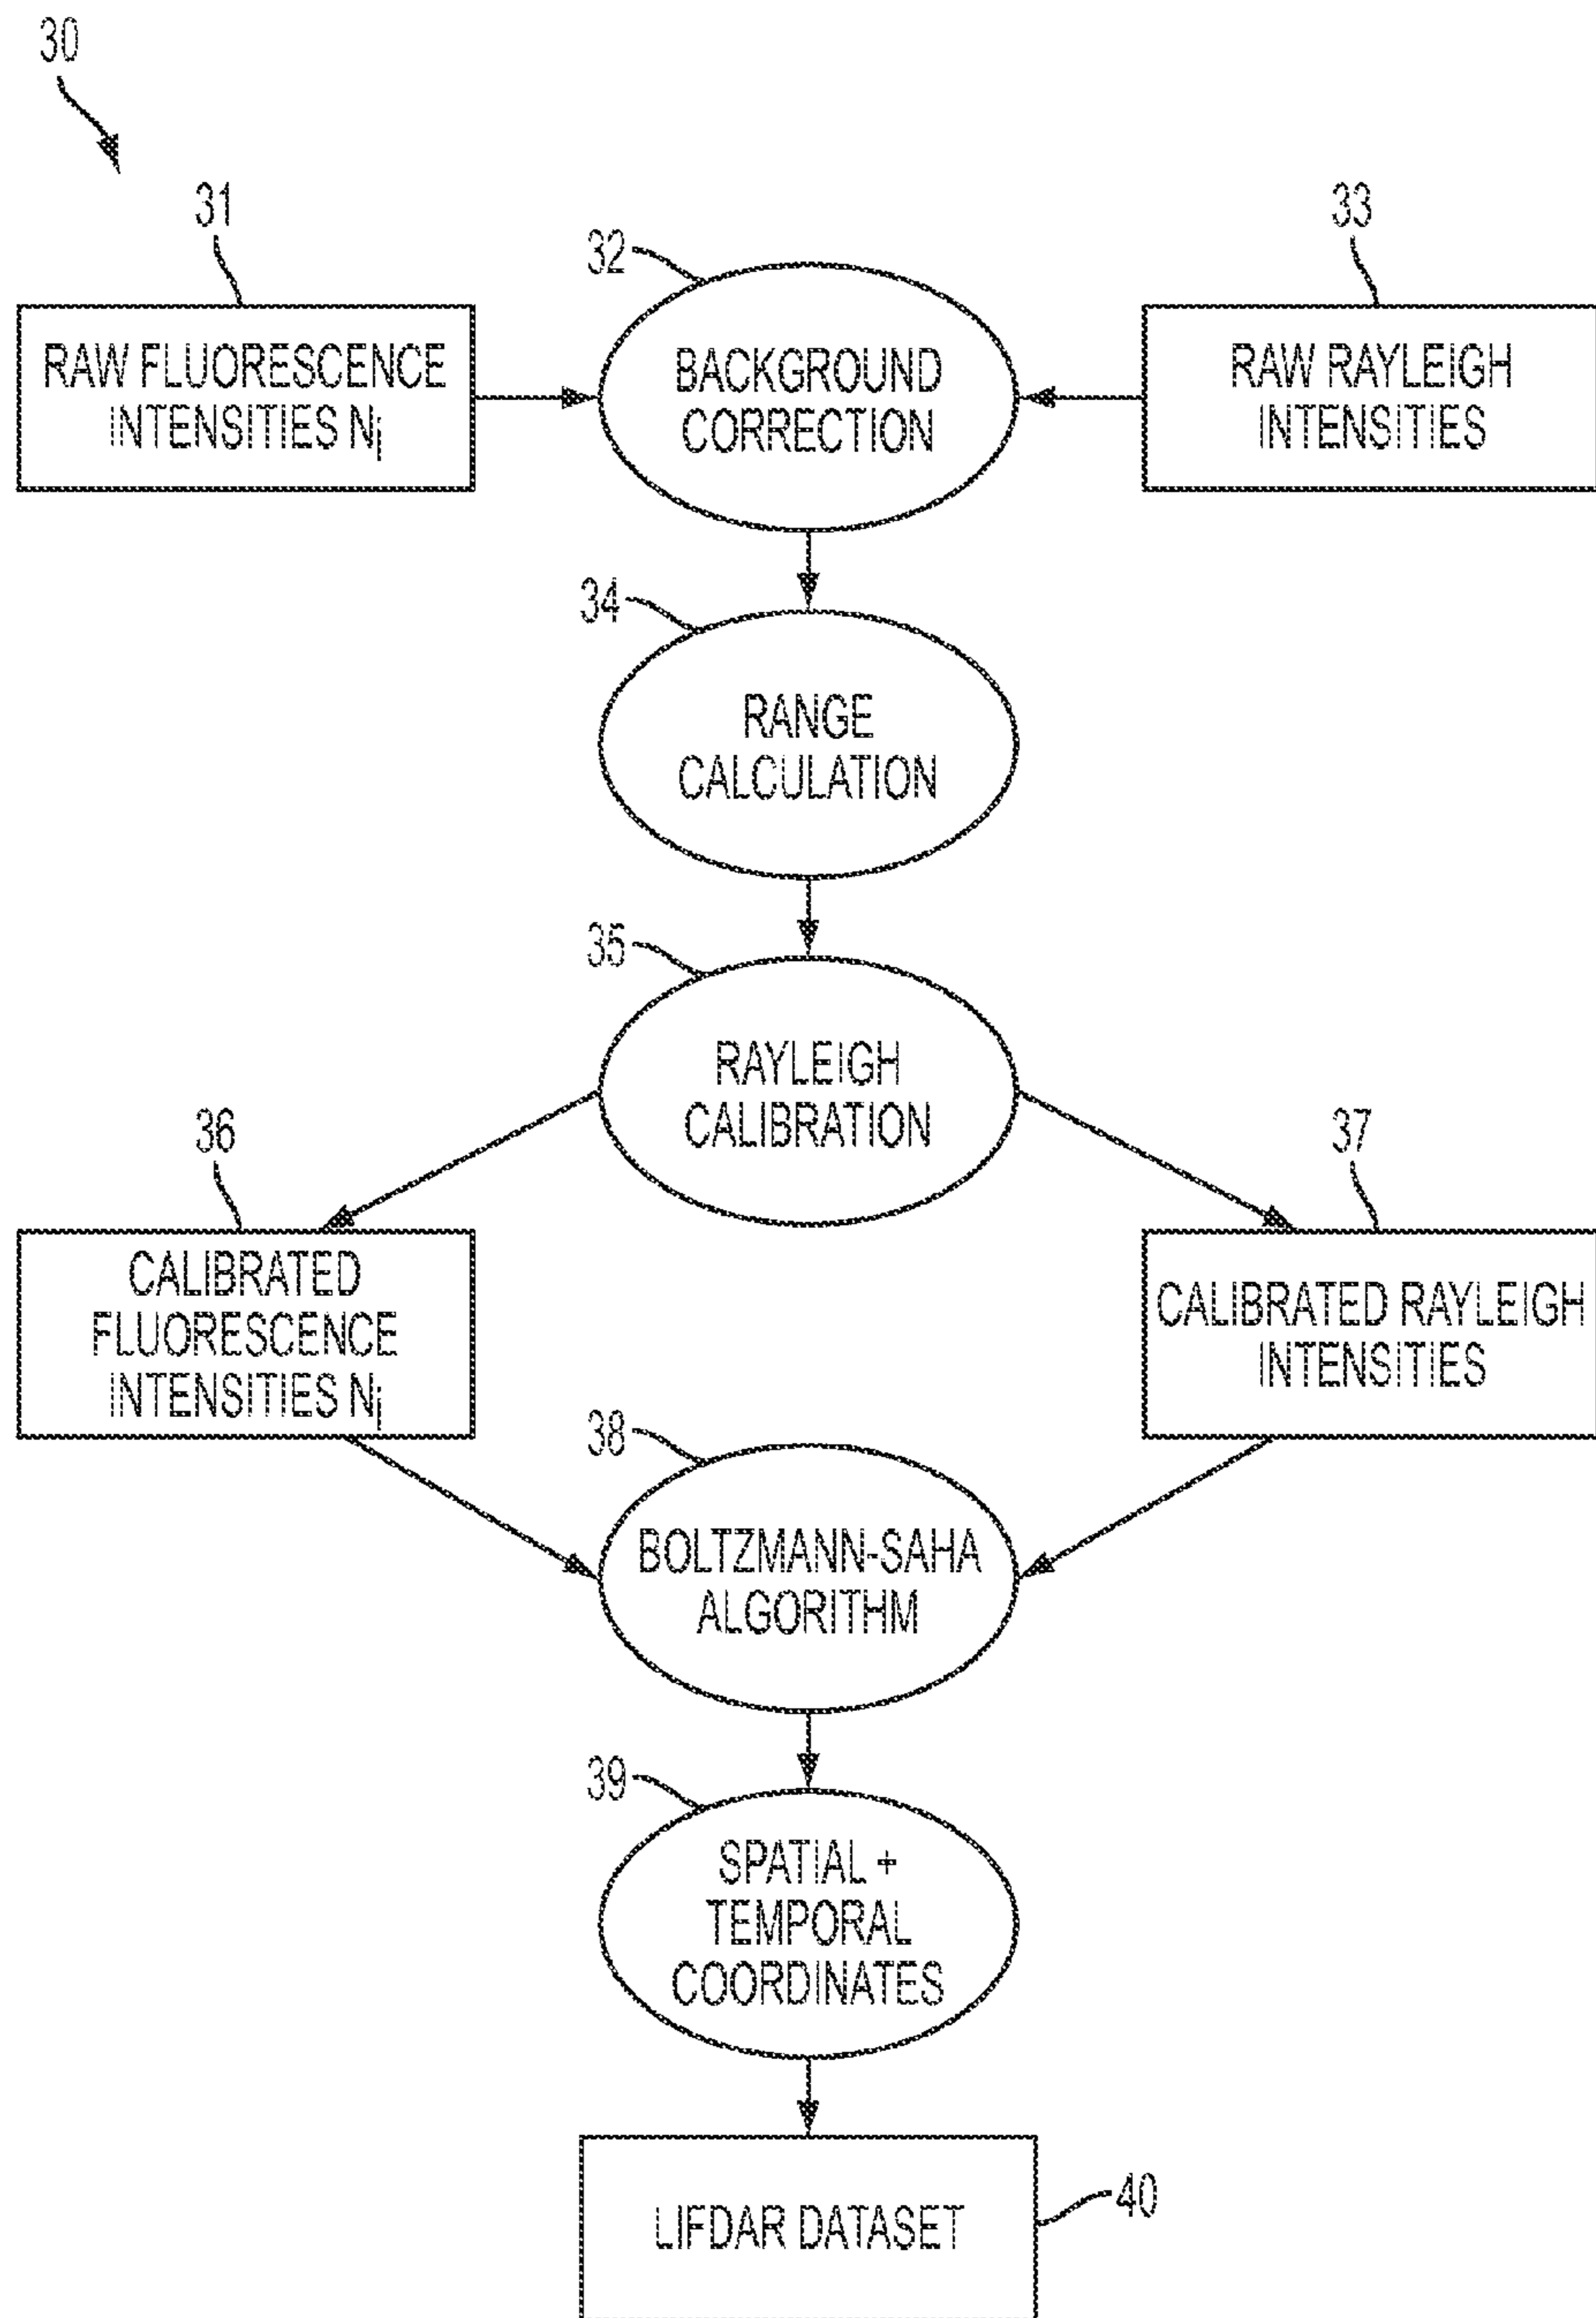 30
31
33
32
RAW FLUORESCENCE
INTENSITIES Ni
BACKGROUND
CORRECTION
RAW RAYLEIGH
INTENSITIES
34
RANGE
CALCULATION
35
RAYLEIGH
CALIBRATION
36
37
CALIBRATED
FLUORESCENCE
INTENSITIES Ni
CALIBRATED RAYLEIGH
INTENSITIES
38
BOLTZMANN-SAHA
ALGORITHM
39
SPATIAL +
TEMPORAL
COORDINATES
LIFDAR DATASET
40